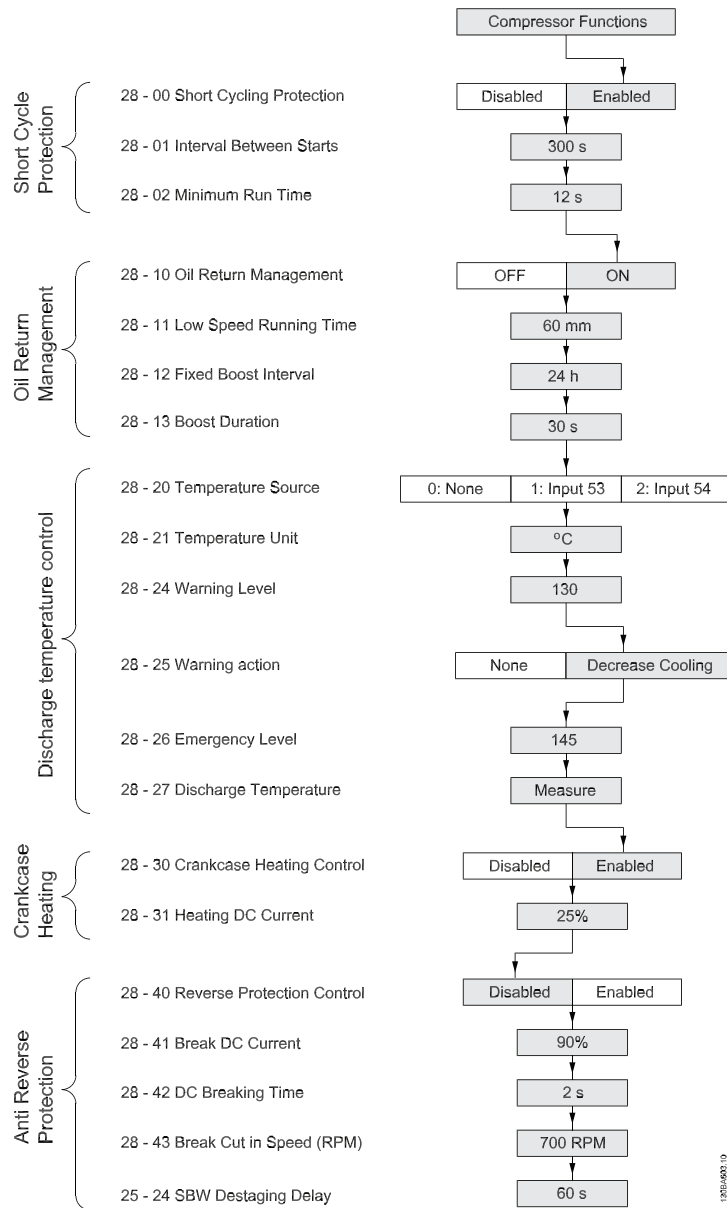 Compressor Functions
Short Cycle Protection
28 - 00 Short Cycling Protection
Disabled Enabled
28 - 01 Interval Between Starts
300 s
28 - 02 Minimum Run Time
12 s
Oil Return Management
28 - 10 Oil Return Management
OFF ON
28 - 11 Low Speed Running Time
60 mm
28 - 12 Fixed Boost Interval
24 h
28 - 13 Boost Duration
30 s
Discharge temperature control
28 - 20 Temperature Source
0: None 1: Input 53 2: Input 54
28 - 21 Temperature Unit
ºC
28 - 24 Warning Level
130
28 - 25 Warning action
None Decrease Cooling
28 - 26 Emergency Level
145
28 - 27 Discharge Temperature
Measure
Crankcase Heating
28 - 30 Crankcase Heating Control
Disabled Enabled
28 - 31 Heating DC Current
25%
Anti Reverse Protection
28 - 40 Reverse Protection Control
Disabled Enabled
28 - 41 Break DC Current
90%
28 - 42 DC Breaking Time
2 s
28 - 43 Break Cut in Speed (RPM)
700 RPM
25 - 24 SBW Destaging Delay
60 s